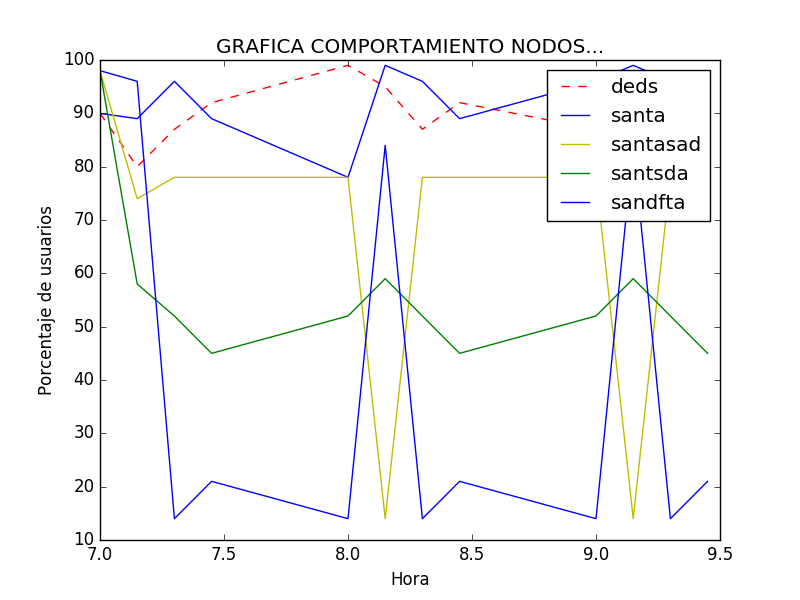 GRAFICA COMPORTAMIENTO NODOS...
100
90
80
70
60
50
40
30
20
10
Porcentaje de usuarios
deds
santa
santasad
santsda
sandfta
7.0 7.5 8.0 8.5 9.0 9.5
Hora